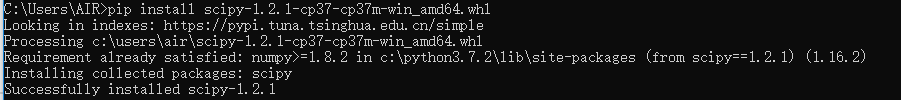 C:\Users\AIR>pip install scipy-1.2.1-cp37-cp37m-win_amd64.whl
Looking in indexes: https://pypi.tuna.tsinghua.edu.cn/simple
Processing c:\users\air\scipy-1.2.1-cp37-cp37m-win_amd64.whl
Requirement already satisfied: numpy>=1.8.2 in c:\python3.7.2\lib\site-packages (from scipy==1.2.1) (1.16.2)
Installing collected packages: scipy
Successfully installed scipy-1.2.1